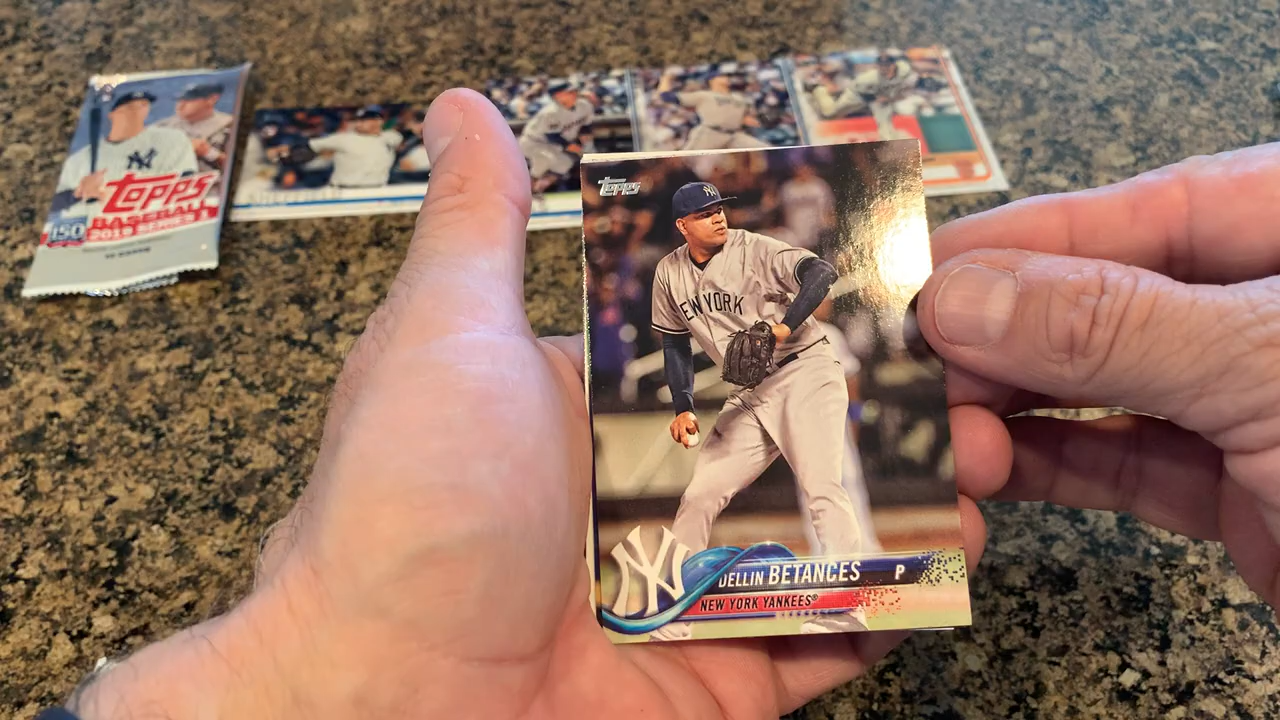 TOPPS
BASEBALL
150
2019 SERIES 1
Topps
NEW YORK
NY
DELLIN BETANCES P
NEW YORK YANKEES®